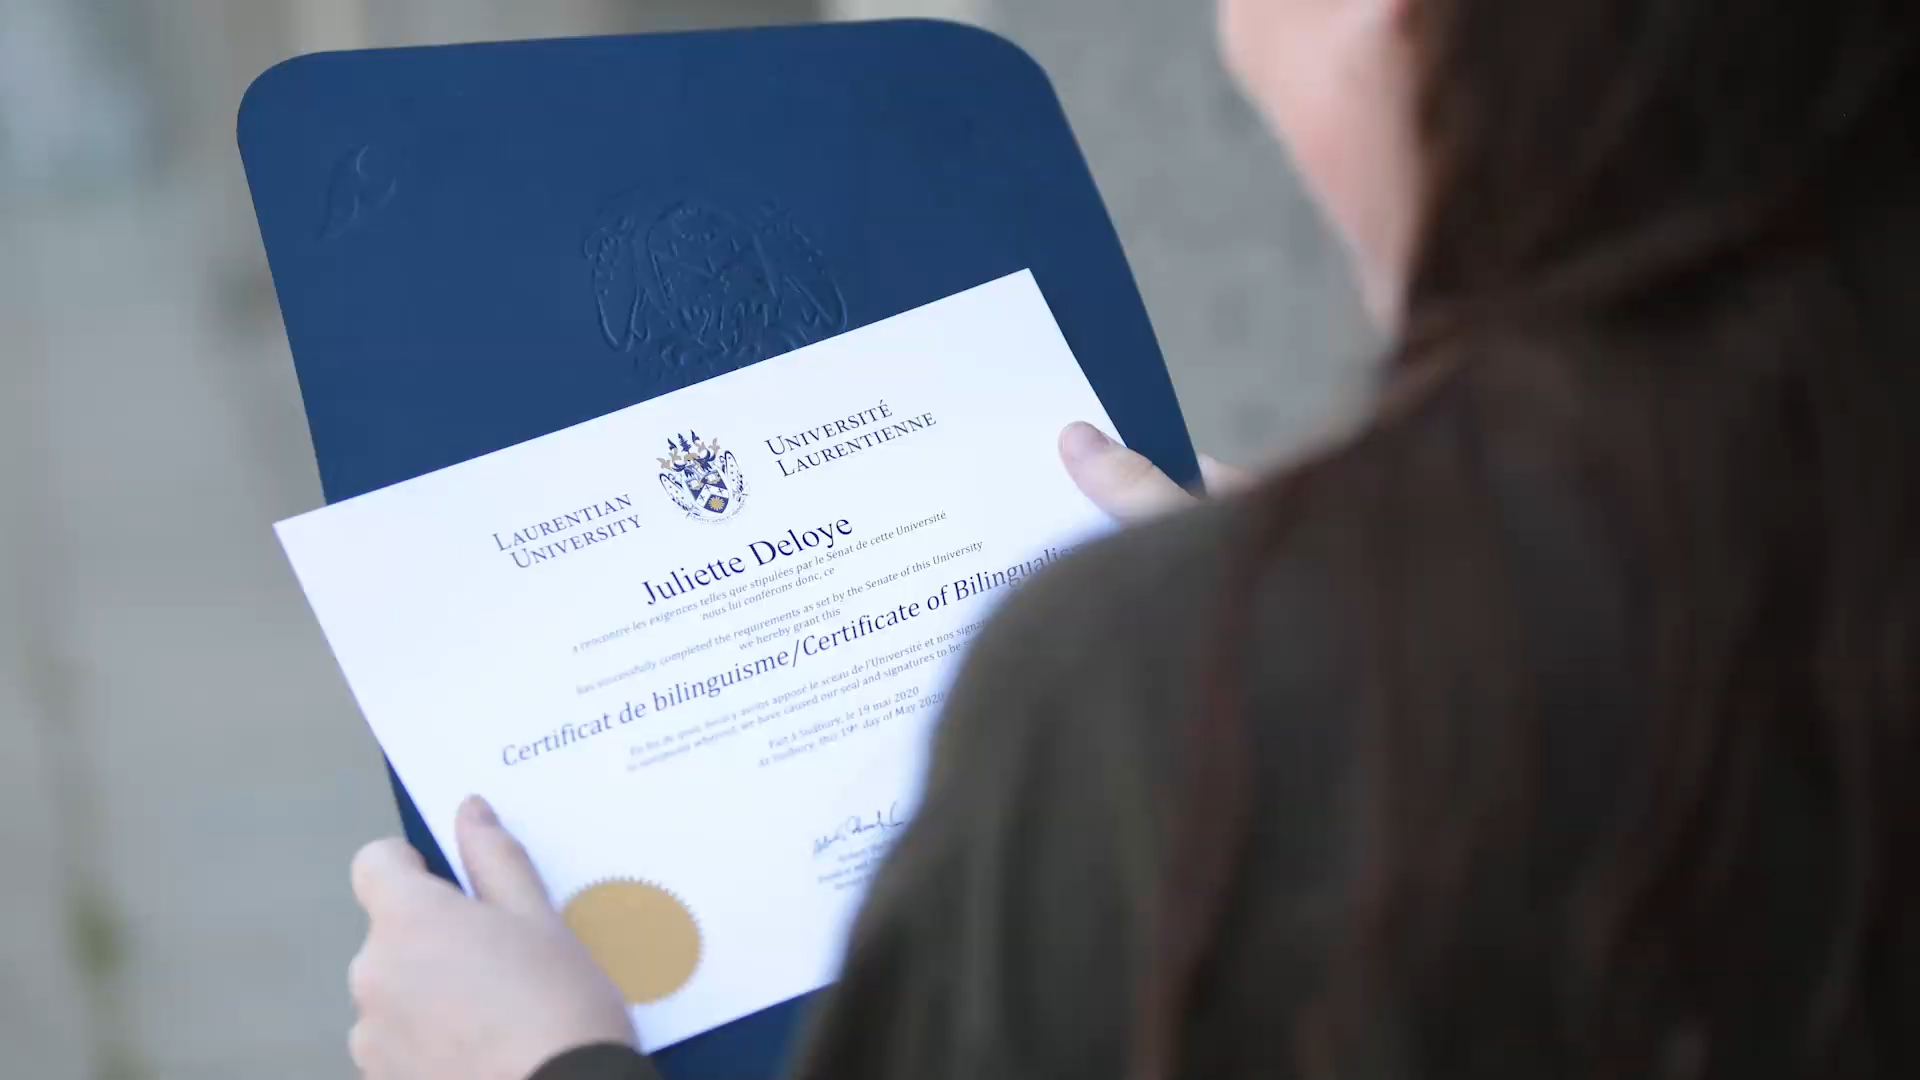 LAURENTIAN
UNIVERSITY
UNIVERSITÉ
LAURENTIENNE
Juliette Deloye
a rencontré les exigences telles que stipulées par le Sénat de cette Université
nous lui conférons donc, ce
has successfully completed the requirements as set by the Senate of this University
we hereby grant this
Certificat de bilinguisme/Certificate of Bilingualis
En foi de quoi, nous y avons apposé le sceau de l'Université et nos signat
In testimony whereof, we have caused our seal and signatures to be
Fait à Sudbury, le 19 mai 2020
At Sudbury, this 19th day of May 2020